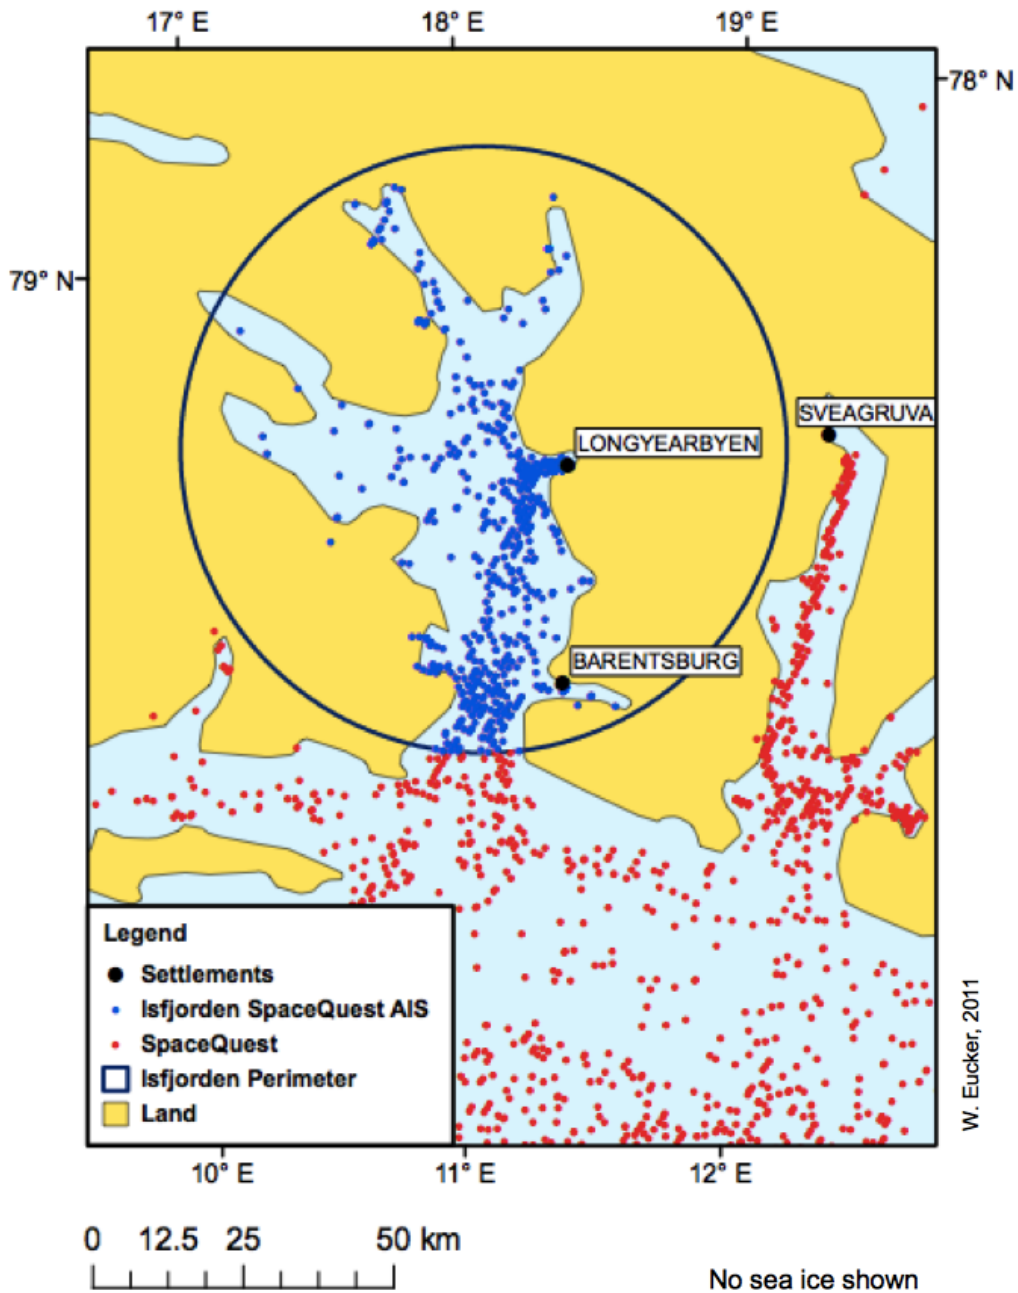 17° E 18° E 19° E
78° N
79° N
SVEAGRUVA
LONGYEARBYEN
BARENTSBURG
Legend
Settlements
Isfjorden SpaceQuest AIS
SpaceQuest
Isfjorden Perimeter
Land
W. Eucker, 2011
10° E 11° E 12° E
0 12.5 25 50 km
No sea ice shown